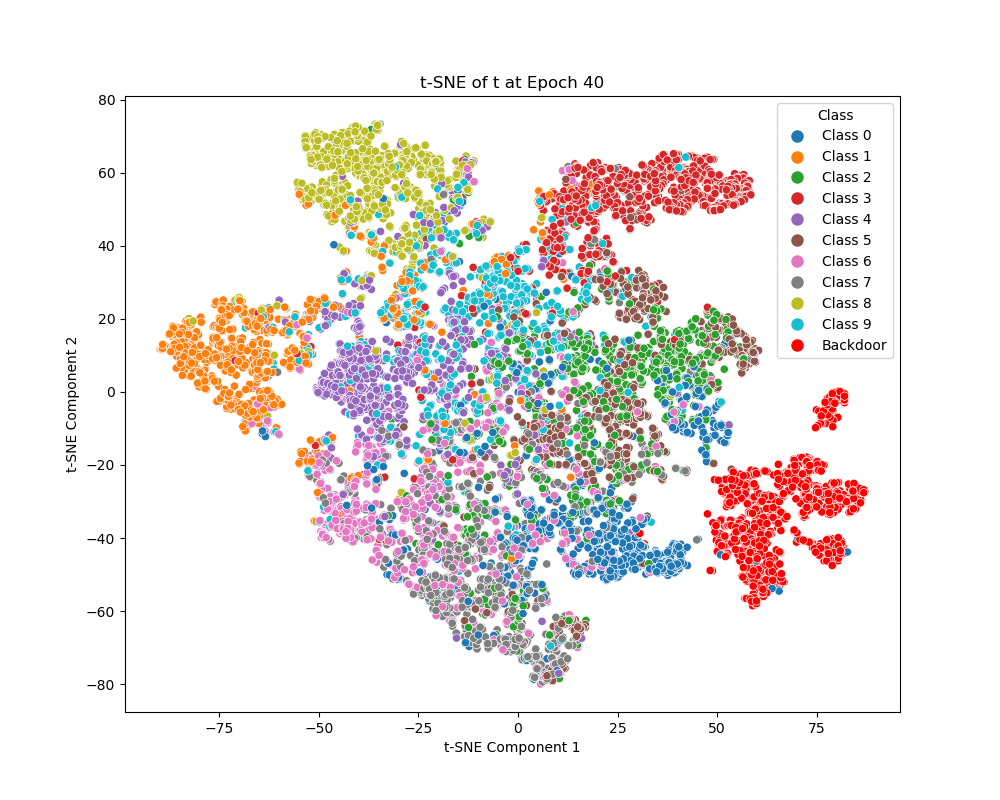 t-SNE of t at Epoch 40
80
60
40
20
0
−20
−40
−60
−80
t-SNE Component 2
−75
−50
−25
0
25
50
75
t-SNE Component 1
Class
Class 0
Class 1
Class 2
Class 3
Class 4
Class 5
Class 6
Class 7
Class 8
Class 9
Backdoor